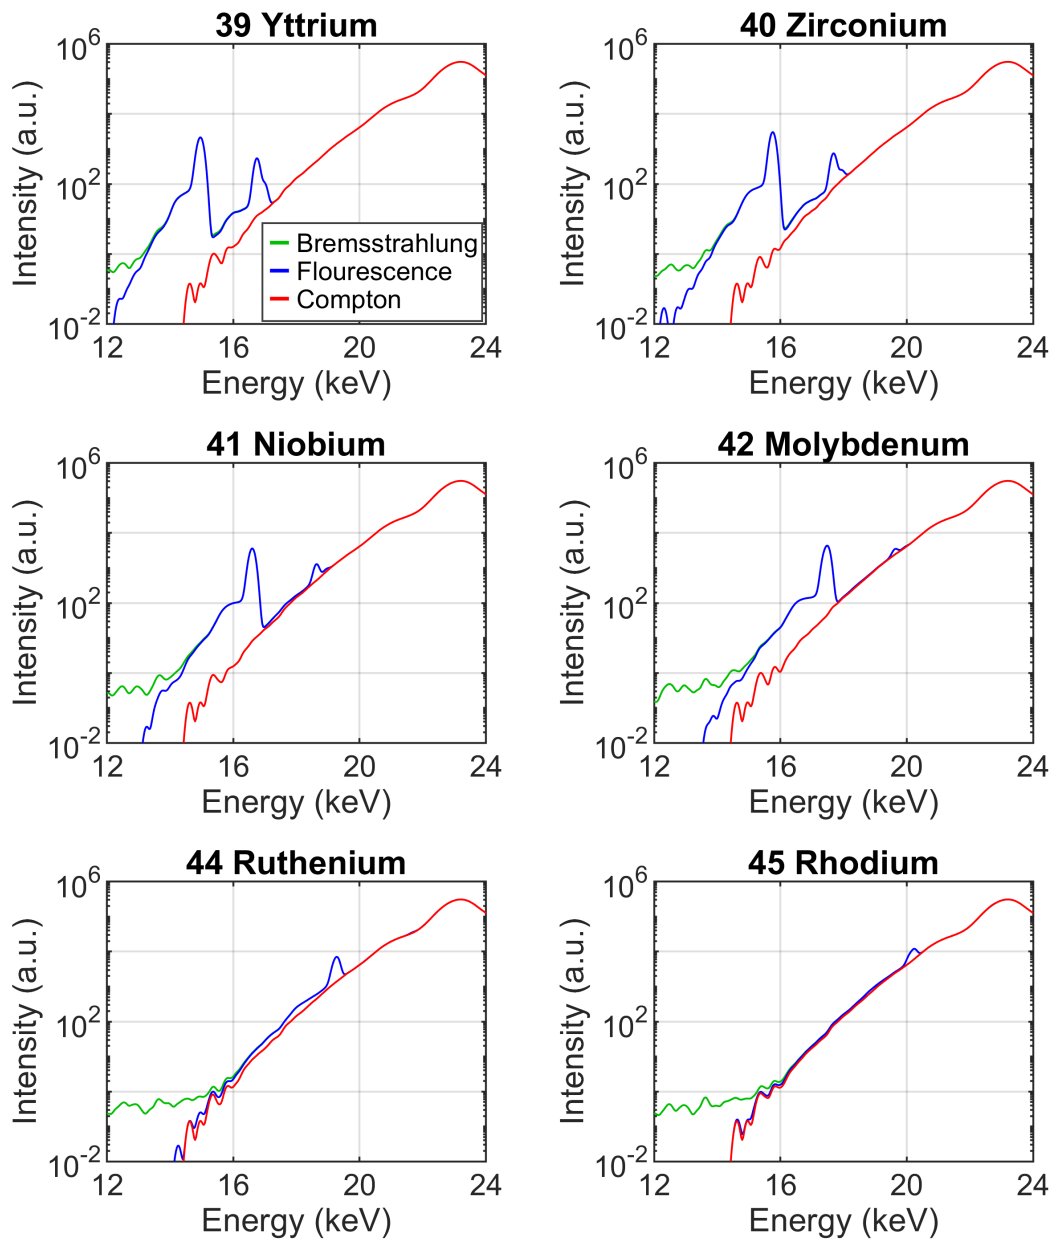 39 Yttrium
10^6
10^2
10^-2
Intensity (a.u.)
12 16 20 24
Energy (keV)
Bremsstrahlung
Flourescence
Compton
40 Zirconium
10^6
10^2
10^-2
Intensity (a.u.)
12 16 20 24
Energy (keV)
41 Niobium
10^6
10^2
10^-2
Intensity (a.u.)
12 16 20 24
Energy (keV)
42 Molybdenum
10^6
10^2
10^-2
Intensity (a.u.)
12 16 20 24
Energy (keV)
44 Ruthenium
10^6
10^2
10^-2
Intensity (a.u.)
12 16 20 24
Energy (keV)
45 Rhodium
10^6
10^2
10^-2
Intensity (a.u.)
12 16 20 24
Energy (keV)